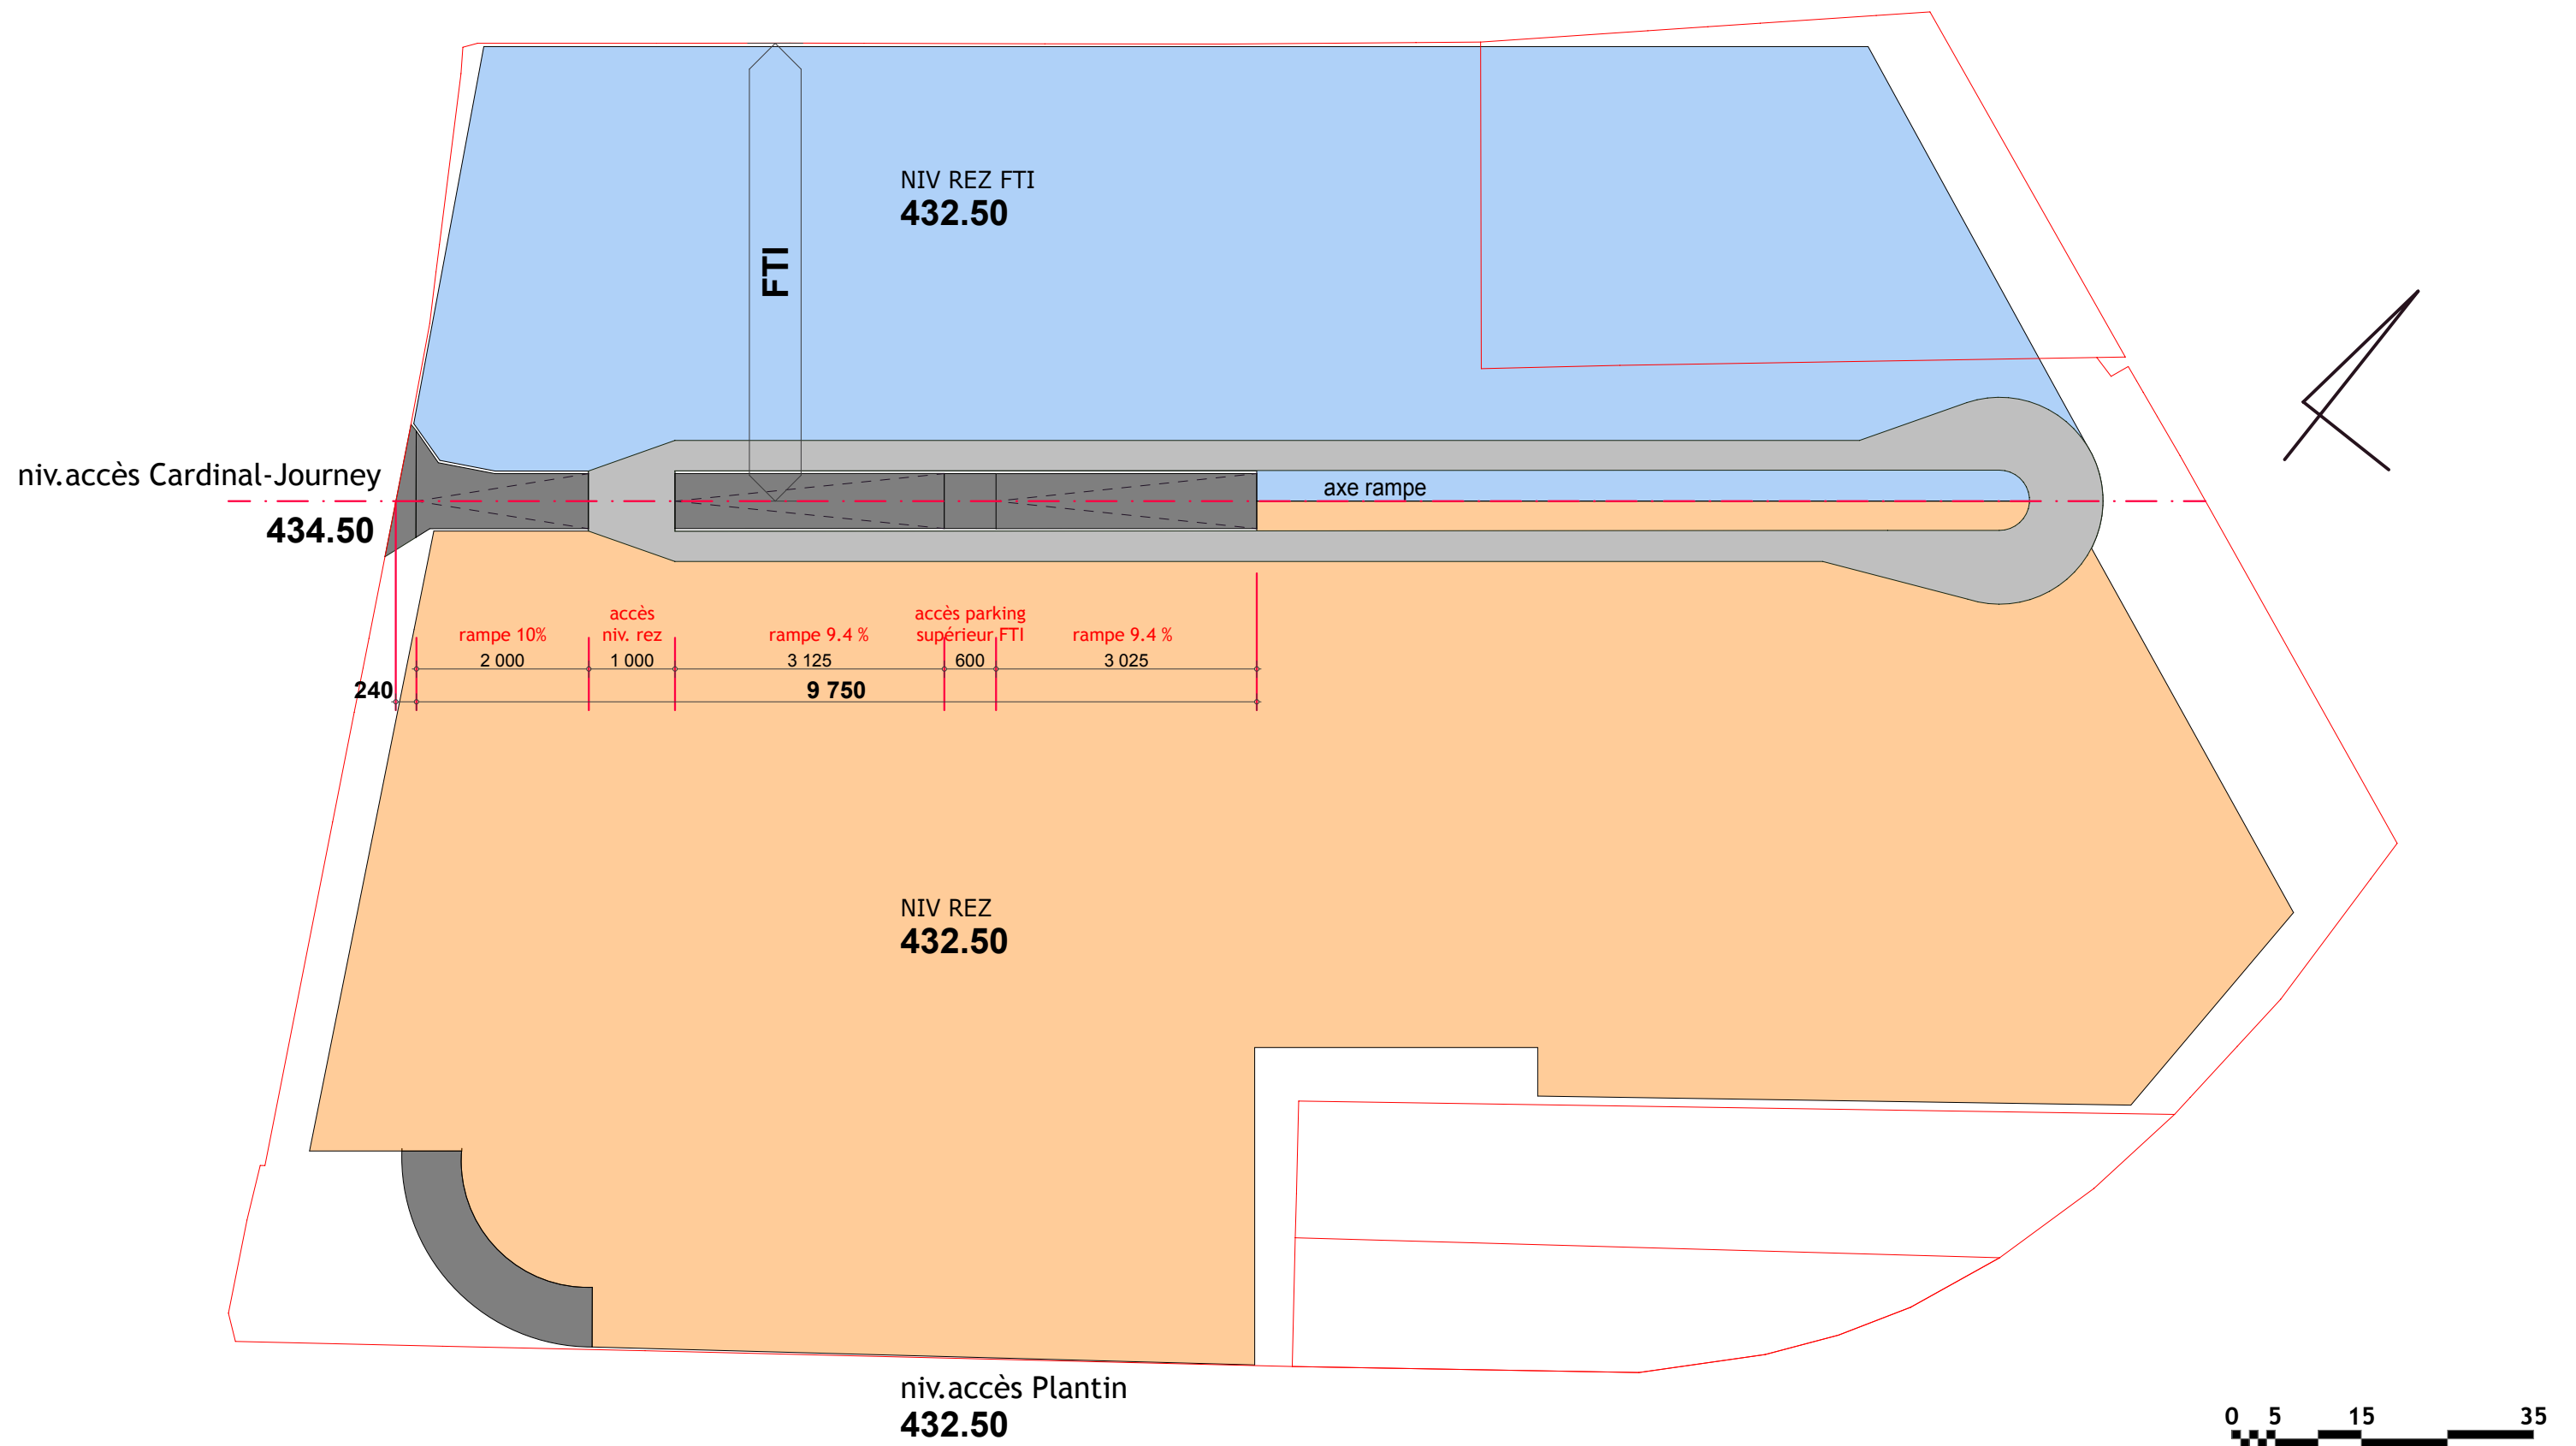 NIV REZ FTI
432.50
FTI
niv.accès Cardinal-Journey
434.50
axe rampe
rampe 10%
accès
niv. rez
rampe 9.4 %
accès parking
supérieur FTI
rampe 9.4 %
2 000
1 000
3 125
600
3 025
240
9 750
NIV REZ
432.50
niv.accès Plantin
432.50
0 5 15 35